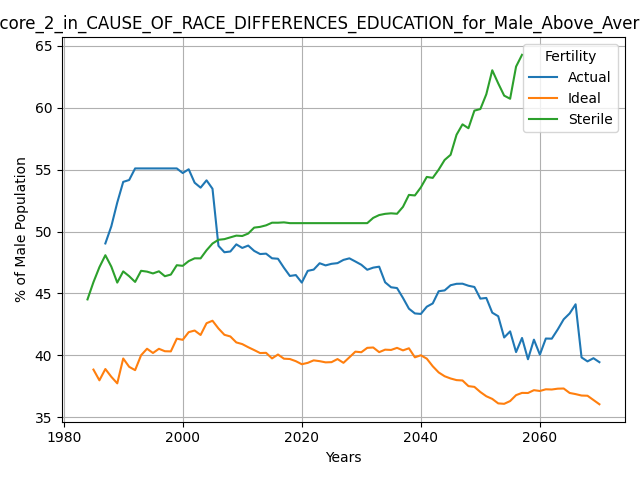 core_2_in_CAUSE_OF_RACE_DIFFERENCES_EDUCATION_for_Male_Above_Aver
65
60
55
50
45
40
35
% of Male Population
Fertility
Actual
Ideal
Sterile
1980
2000
2020
2040
2060
Years